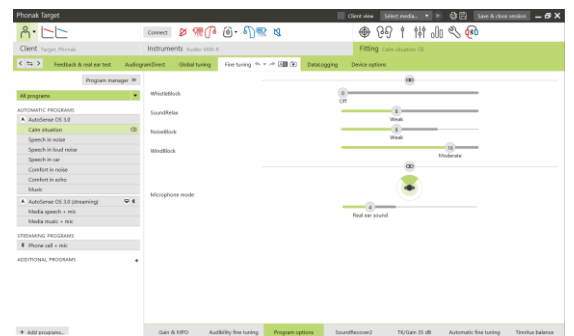 Phonak Target
Client view Select media... Save & close session
Connect
Client Target, Phonak Instruments Audéo M90-R Fitting Calm situation
Feedback & real ear test AudiogramDirect Global tuning Fine tuning DataLogging Device options
Program manager
All programs
AUTOMATIC PROGRAMS
AutoSense OS 3.0
Calm situation
Speech in noise
Speech in loud noise
Speech in car
Comfort in noise
Comfort in echo
Music
AutoSense OS 3.0 (streaming)
Media speech + mic
Media music + mic
STREAMING PROGRAMS
Phone call + mic
ADDITIONAL PROGRAMS +
+ Add programs...
WhistleBlock 0
Off
SoundRelax 8
Weak
NoiseBlock 8
Weak
WindBlock 16
Moderate
Microphone mode
4
Real ear sound
Gain & MPO Audibility fine tuning Program options SoundRecover2 TK/Gain 35 dB Automatic fine tuning Tinnitus balance